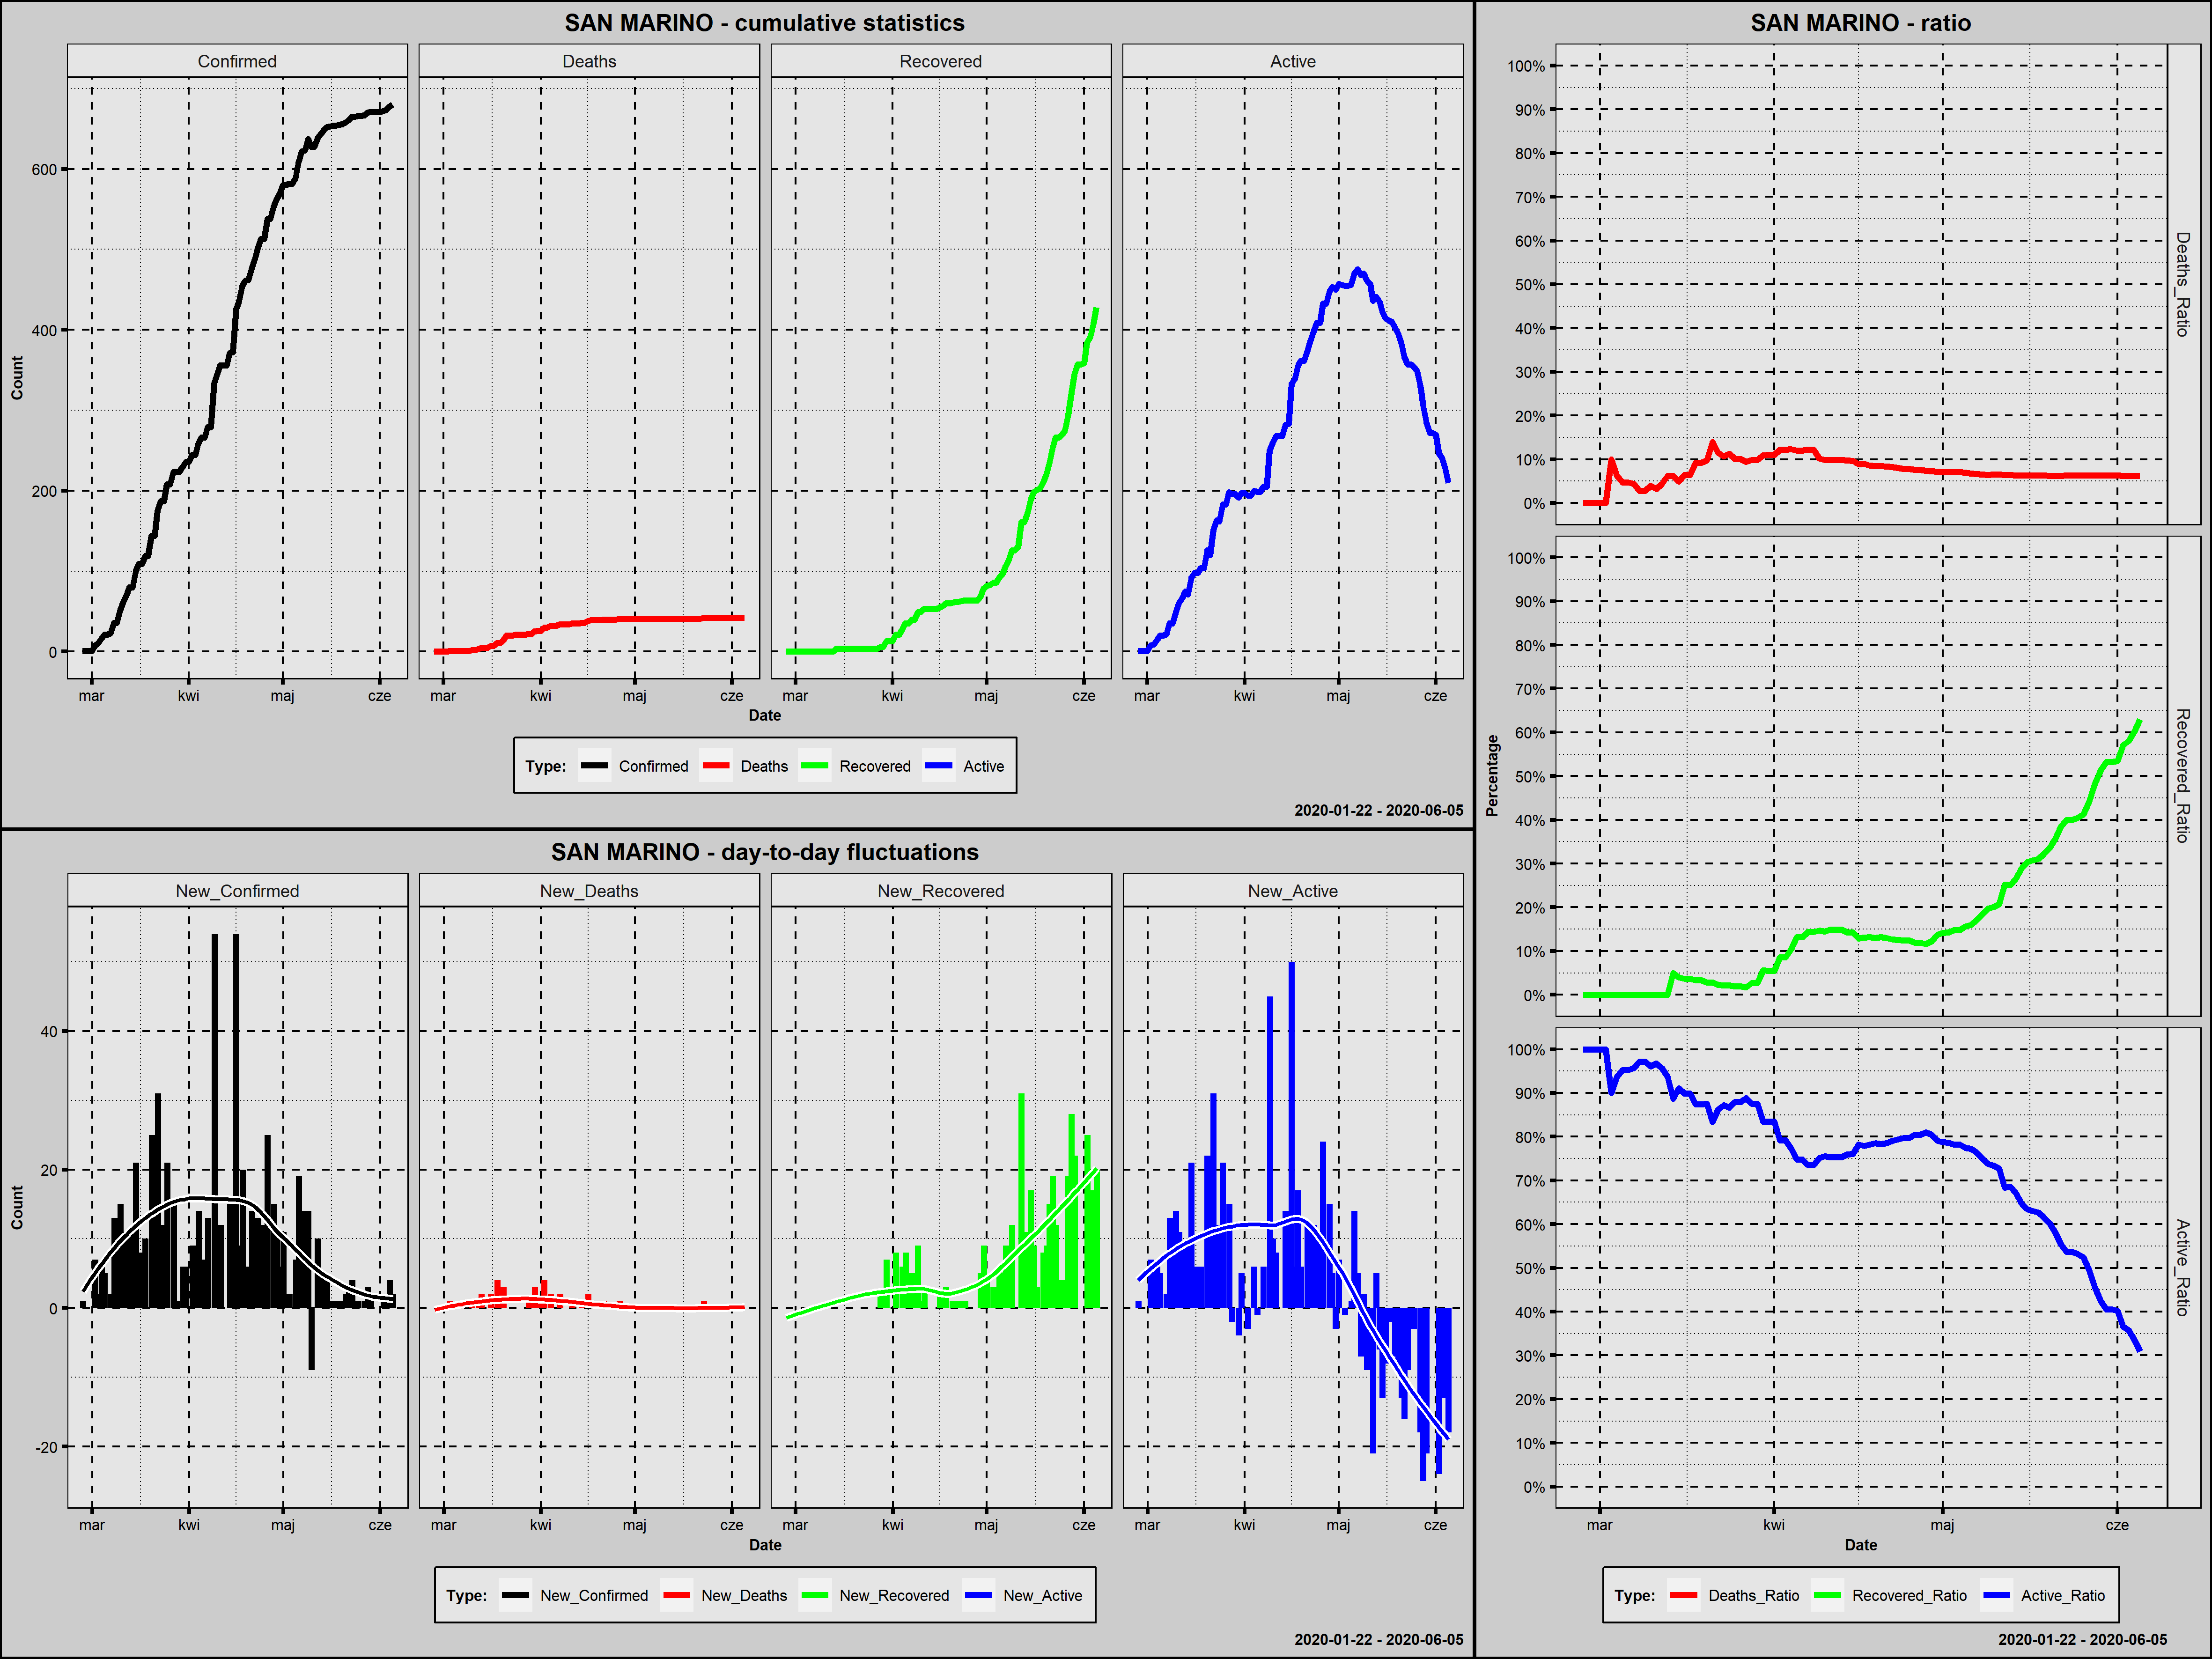 SAN MARINO - cumulative statistics
Confirmed Deaths Recovered Active
Count
600
400
200
0
mar kwi maj cze mar kwi maj cze mar kwi maj cze mar kwi maj cze
Date
Type: Confirmed Deaths Recovered Active
2020-01-22 - 2020-06-05
SAN MARINO - day-to-day fluctuations
New_Confirmed New_Deaths New_Recovered New_Active
Count
40
20
0
-20
mar kwi maj cze mar kwi maj cze mar kwi maj cze mar kwi maj cze
Date
Type: New_Confirmed New_Deaths New_Recovered New_Active
2020-01-22 - 2020-06-05
SAN MARINO - ratio
Percentage
100%
90%
80%
70%
60%
50%
40%
30%
20%
10%
0%
Deaths_Ratio
100%
90%
80%
70%
60%
50%
40%
30%
20%
10%
0%
Recovered_Ratio
100%
90%
80%
70%
60%
50%
40%
30%
20%
10%
0%
Active_Ratio
mar kwi maj cze
Date
Type: Deaths_Ratio Recovered_Ratio Active_Ratio
2020-01-22 - 2020-06-05